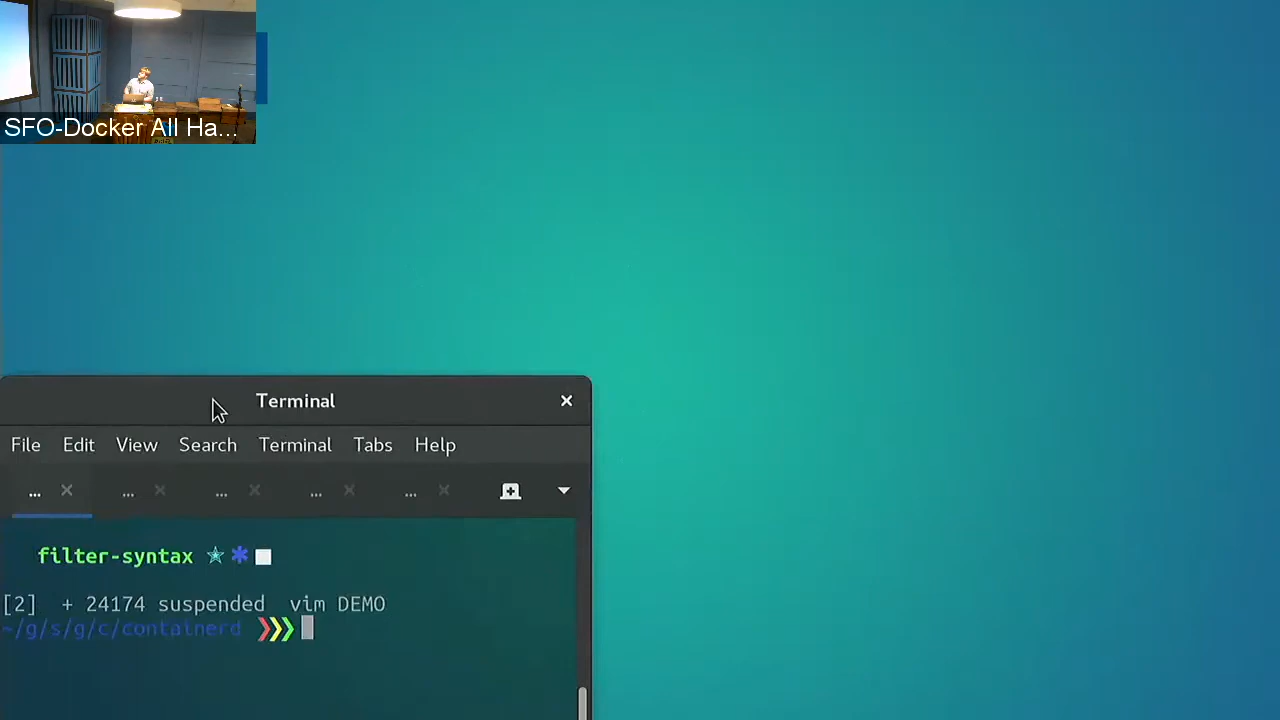 SFO-Docker All Ha...
Terminal
File Edit View Search Terminal Tabs Help
... ... ... ... ...
filter-syntax
[2] + 24174 suspended vim DEMO
~/g/s/g/c/containerd ❯❯❯